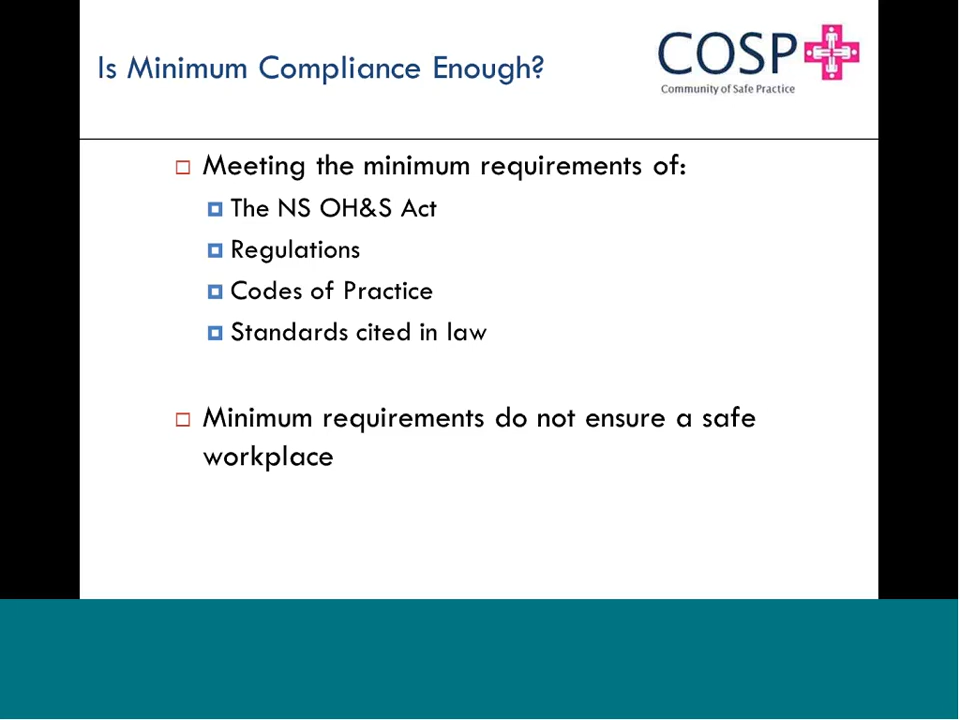 Is Minimum Compliance Enough?
COSP
Community of Safe Practice
Meeting the minimum requirements of:
The NS OH&S Act
Regulations
Codes of Practice
Standards cited in law
Minimum requirements do not ensure a safe
workplace